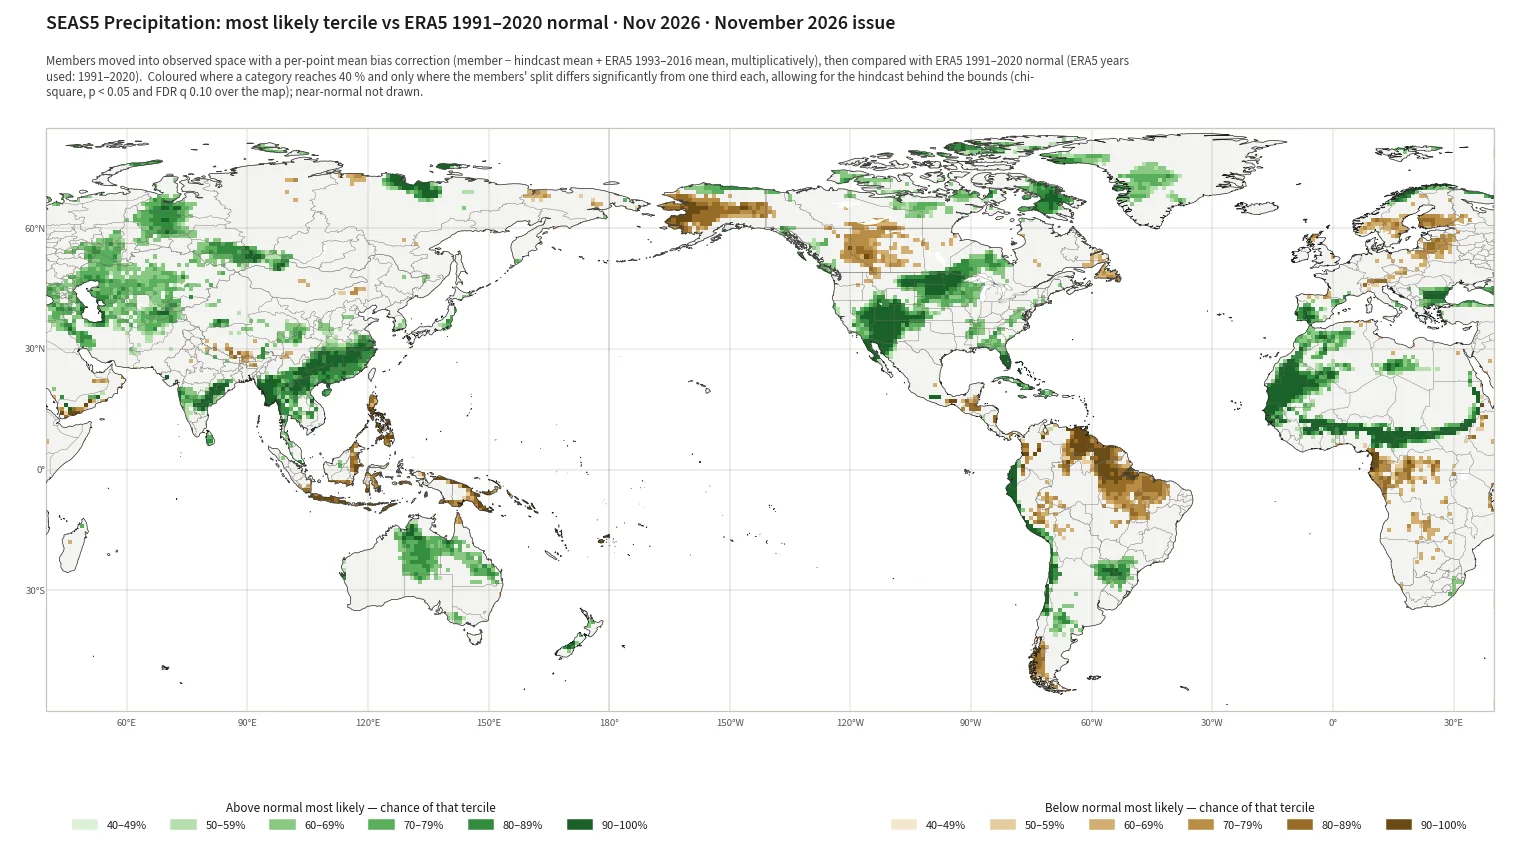 SEAS5 Precipitation: most likely tercile vs ERA5 1991–2020 normal · Nov 2026 · November 2026 issue
Members moved into observed space with a per-point mean bias correction (member − hindcast mean + ERA5 1993–2016 mean, multiplicatively), then compared with ERA5 1991–2020 normal (ERA5 years
used: 1991–2020).  Coloured where a category reaches 40 % and only where the members' split differs significantly from one third each, allowing for the hindcast behind the bounds (chi-
square, p < 0.05 and FDR q 0.10 over the map); near-normal not drawn.
60°N
30°N
0°
30°S
60°E 90°E 120°E 150°E 180° 150°W 120°W 90°W 60°W 30°W 0° 30°E
Above normal most likely — chance of that tercile
40–49% 50–59% 60–69% 70–79% 80–89% 90–100%
Below normal most likely — chance of that tercile
40–49% 50–59% 60–69% 70–79% 80–89% 90–100%